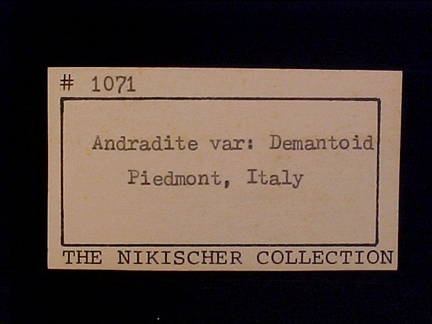 # 1071
Andradite var: Demantoid
Piedmont, Italy
THE NIKISCHER COLLECTION